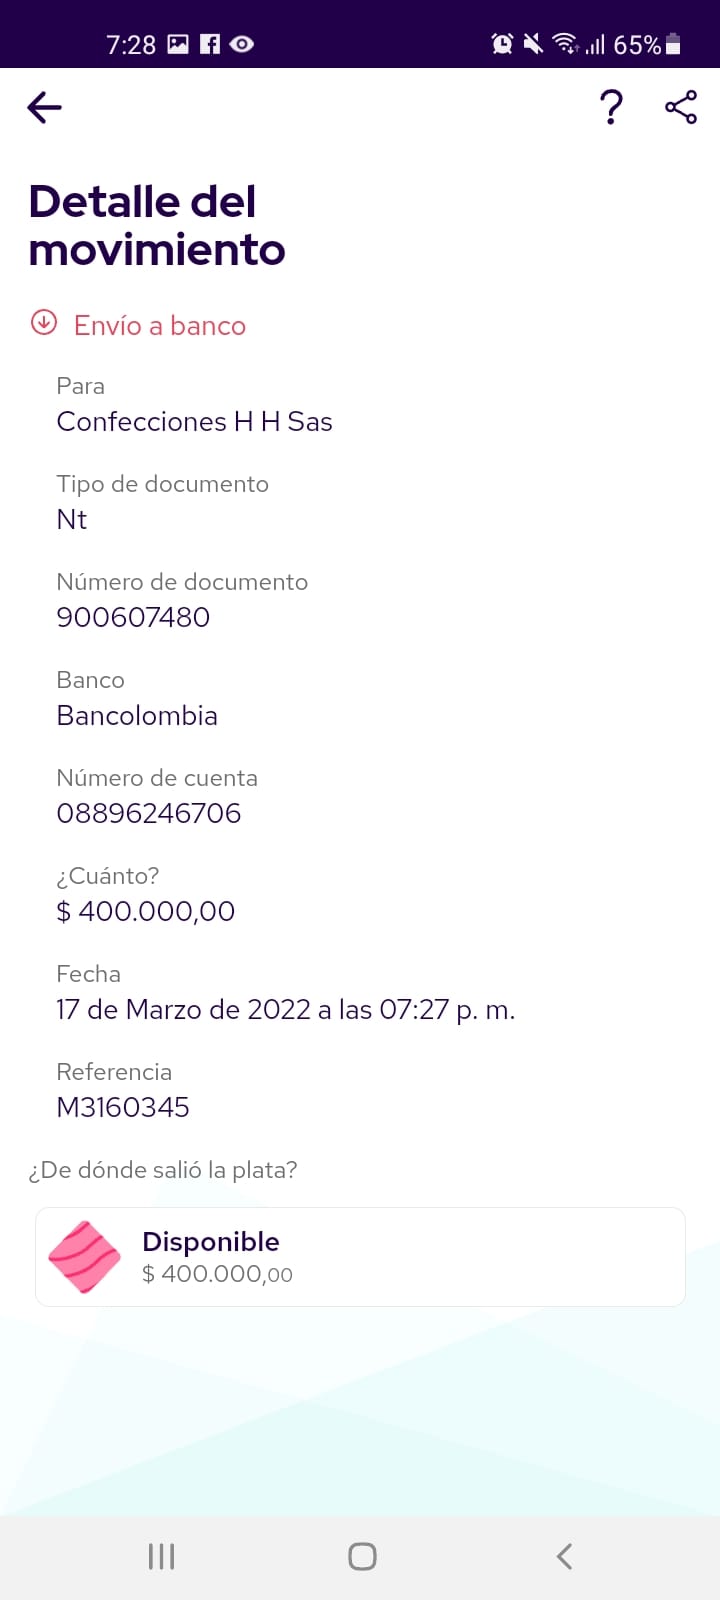 7:28 65%
Detalle del
movimiento
Envío a banco
Para
Confecciones H H Sas
Tipo de documento
Nt
Número de documento
900607480
Banco
Bancolombia
Número de cuenta
08896246706
¿Cuánto?
$ 400.000,00
Fecha
17 de Marzo de 2022 a las 07:27 p. m.
Referencia
M3160345
¿De dónde salió la plata?
Disponible
$ 400.000,00